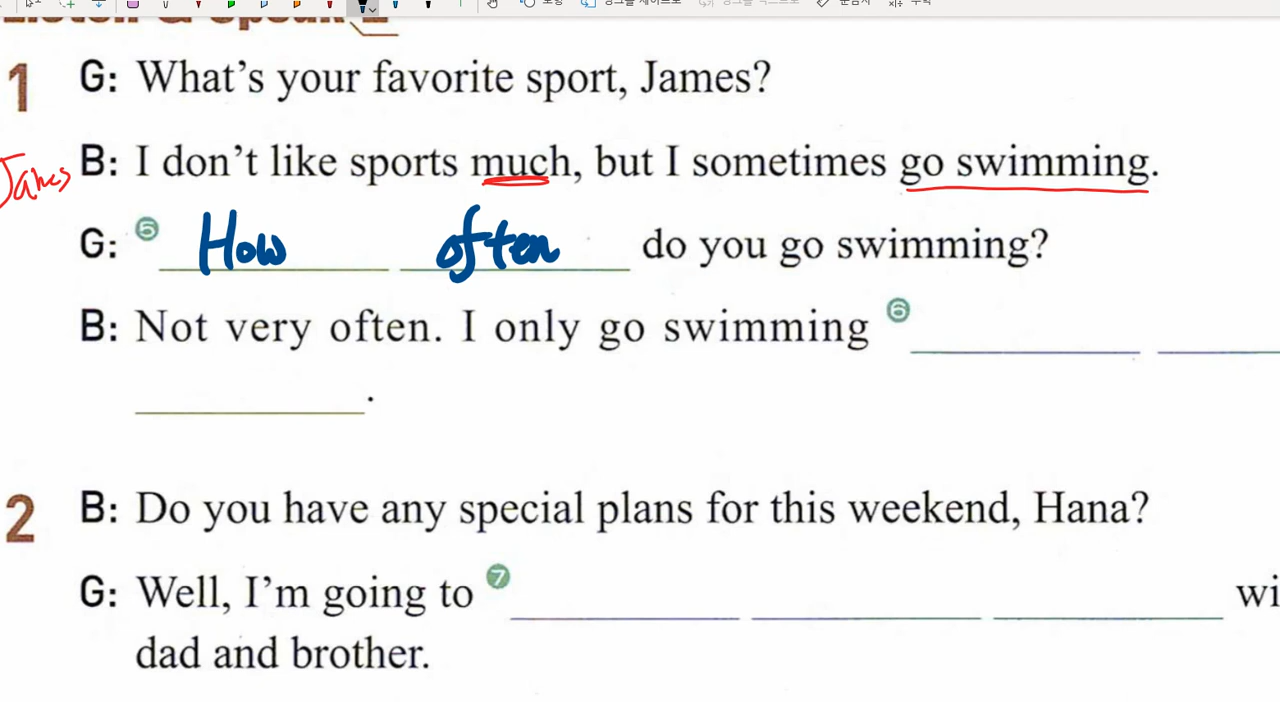 1 G: What's your favorite sport, James?
James B: I don't like sports much, but I sometimes go swimming.
G: ⑤ How often do you go swimming?
B: Not very often. I only go swimming ⑥
.
2 B: Do you have any special plans for this weekend, Hana?
G: Well, I'm going to ⑦ wi
dad and brother.